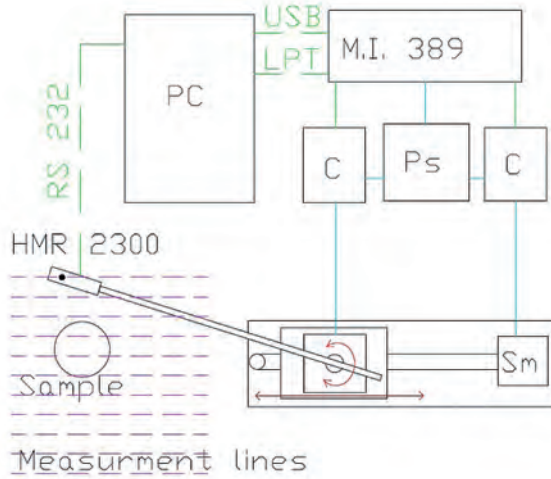 USB
LPT
M.I. 389
PC
RS 232
C
Ps
C
HMR 2300
Sample
Sm
Measurment lines